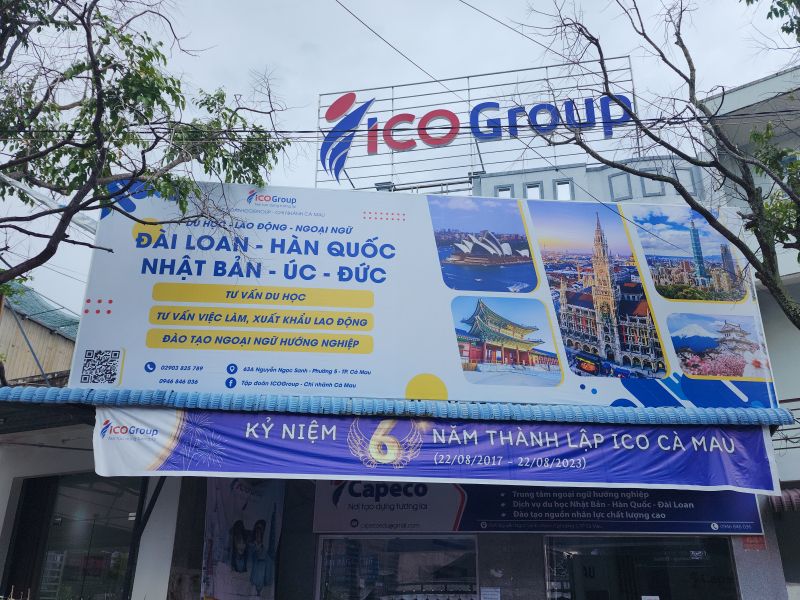 ICO Group
ICOGroup
DU HỌC - LAO ĐỘNG - NGOẠI NGỮ
ĐÀI LOAN - HÀN QUỐC
NHẬT BẢN - ÚC - ĐỨC
TƯ VẤN DU HỌC
TƯ VẤN VIỆC LÀM, XUẤT KHẨU LAO ĐỘNG
ĐÀO TẠO NGOẠI NGỮ HƯỚNG NGHIỆP
02903 825 789
0946 846 036
63A Nguyễn Ngọc Sanh - Phường 5 - TP. Cà Mau
Tập đoàn ICOGroup - Chi nhánh Cà Mau
ICOGroup
KỶ NIỆM 6 NĂM THÀNH LẬP ICO CÀ MAU
(22/08/2017 - 22/08/2023)
Capeco
Nơi tạo dựng tương lai
• Trung tâm ngoại ngữ hướng nghiệp
• Dịch vụ du học Nhật Bản - Hàn Quốc - Đài Loan
• Đào tạo nguồn nhân lực chất lượng cao
0946 846 036